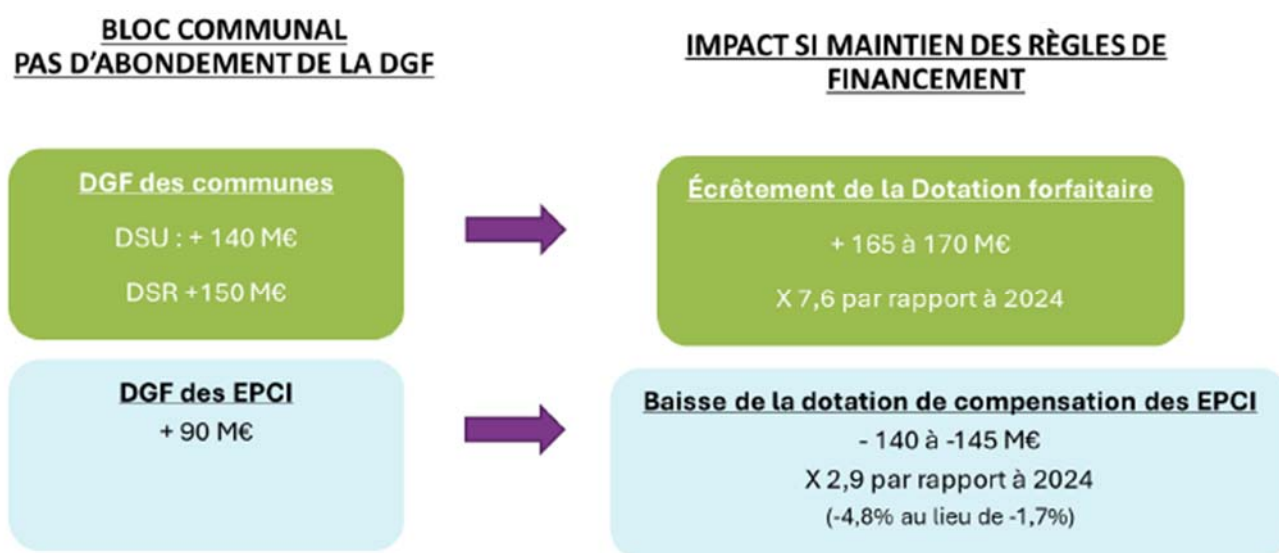 BLOC COMMUNAL
PAS D'ABONDEMENT DE LA DGF
IMPACT SI MAINTIEN DES RÈGLES DE
FINANCEMENT
DGF des communes
DSU : + 140 M€
DSR +150 M€
Écrêtement de la Dotation forfaitaire
+ 165 à 170 M€
X 7,6 par rapport à 2024
DGF des EPCI
+ 90 M€
Baisse de la dotation de compensation des EPCI
- 140 à -145 M€
X 2,9 par rapport à 2024
(-4,8% au lieu de -1,7%)